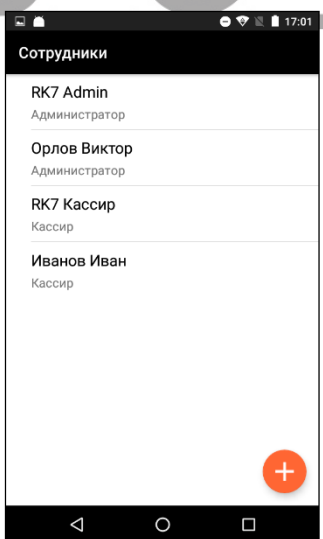 17:01
Сотрудники
RK7 Admin
Администратор
Орлов Виктор
Администратор
RK7 Кассир
Кассир
Иванов Иван
Кассир